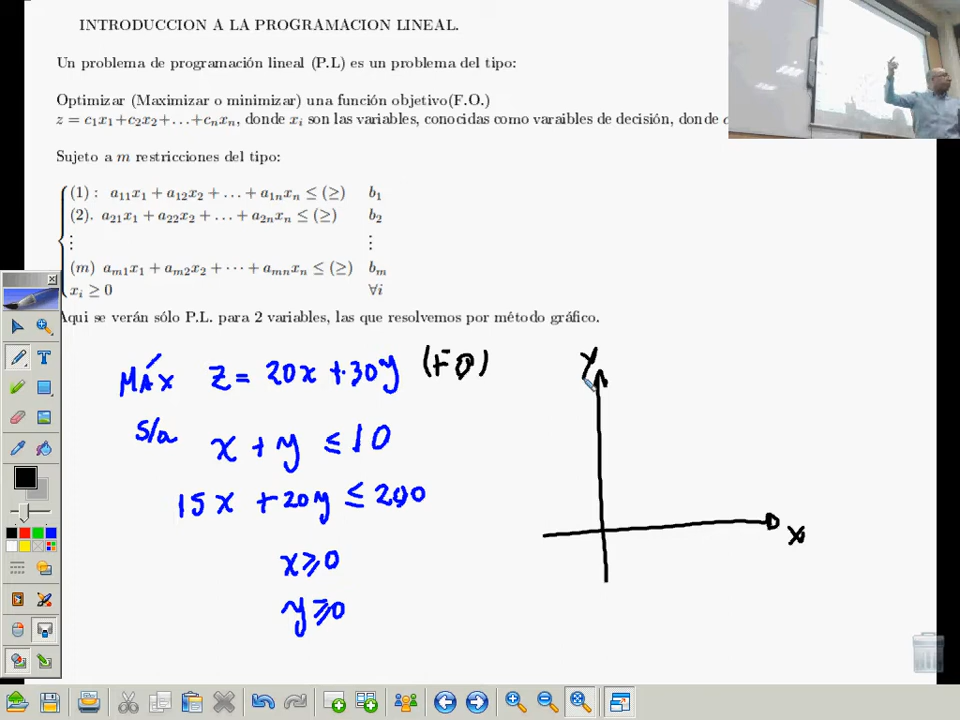 INTRODUCCION A LA PROGRAMACION LINEAL.
Un problema de programación lineal (P.L) es un problema del tipo:
Optimizar (Maximizar o minimizar) una función objetivo(F.O.)
z = c₁x₁+c₂x₂+…+cₙxₙ, donde xᵢ son las variables, conocidas como varaibles de decisión, donde
Sujeto a m restricciones del tipo:
(1) : a₁₁x₁ + a₁₂x₂ + … + a₁ₙxₙ ≤ (≥) b₁
(2). a₂₁x₁ + a₂₂x₂ + … + a₂ₙxₙ ≤ (≥) b₂
⋮ ⋮
(m) aₘ₁x₁ + aₘ₂x₂ + ⋯ + aₘₙxₙ ≤ (≥) bₘ
xᵢ ≥ 0 ∀i
Aqui se verán sólo P.L. para 2 variables, las que resolvemos por método gráfico.
MÁX z = 20x + 30y (FO)
S/a x + y ≤ 10
15x + 20y ≤ 200
x ≥ 0
y ≥ 0
Y
X
T